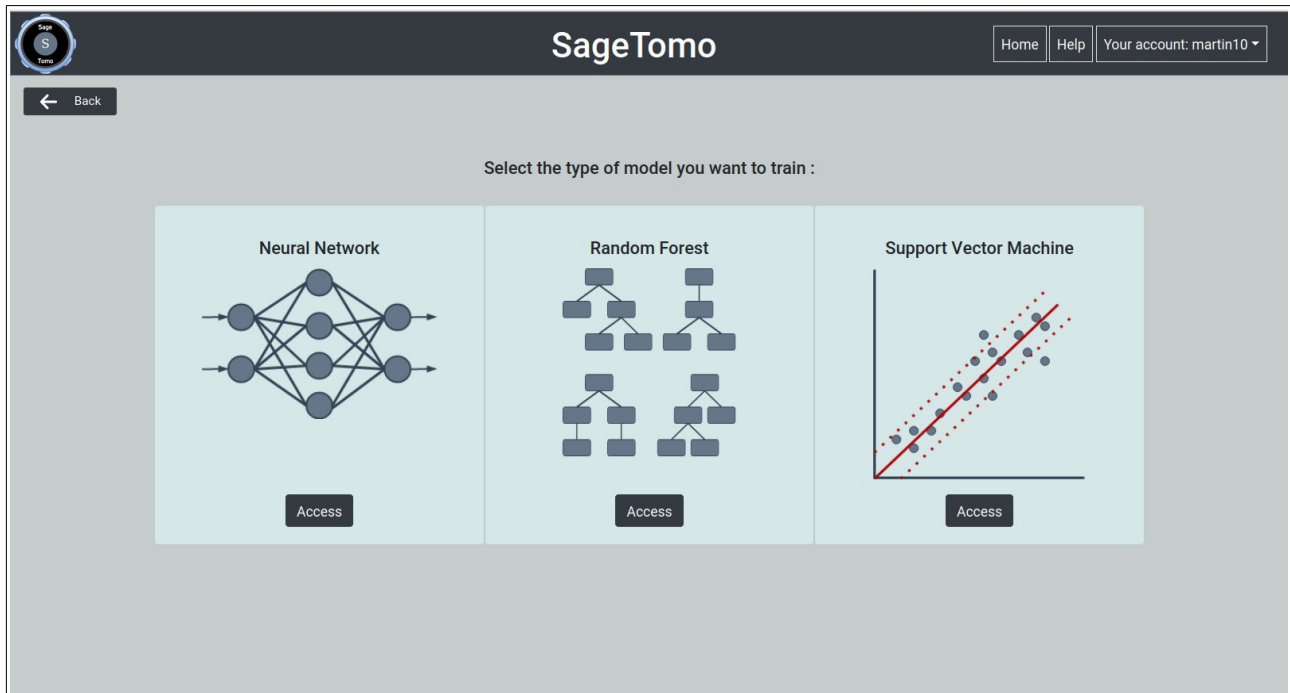 Sage
S
Tomo
SageTomo
Home
Help
Your account: martin10
Back
Select the type of model you want to train :
Neural Network
Random Forest
Support Vector Machine
Access
Access
Access